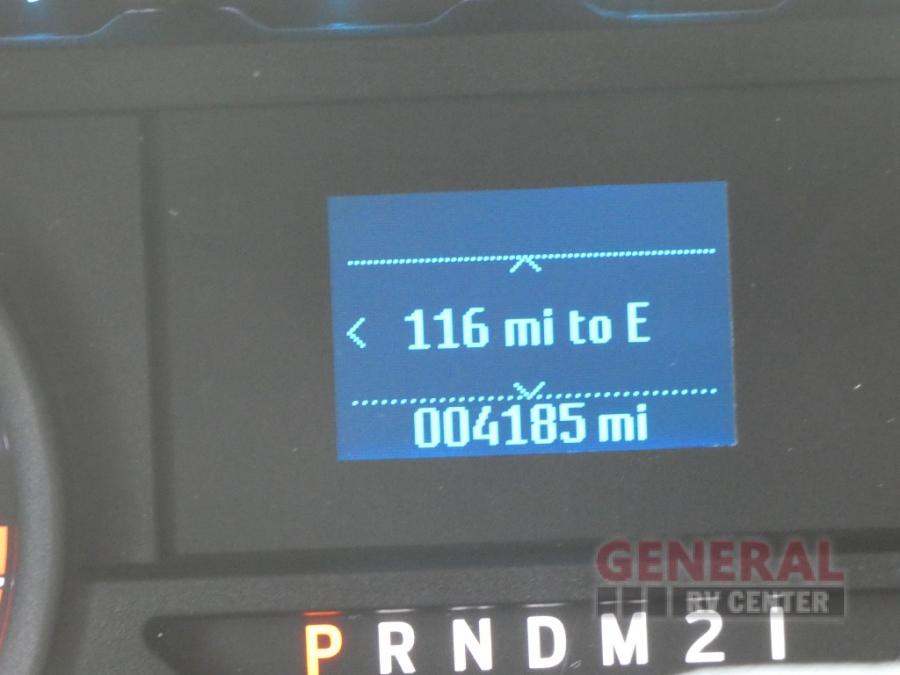 116 mi to E
004185 mi
GENERAL
RV CENTER
P R N D M 2 1